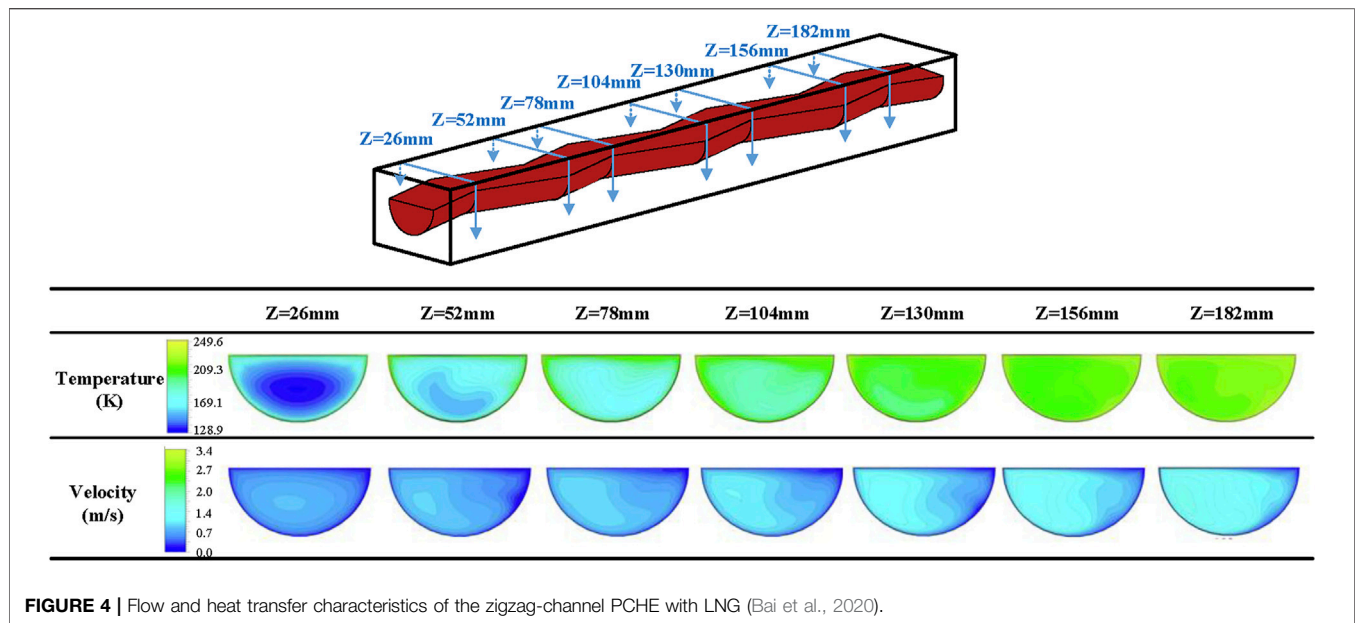 Z=182mm
Z=156mm
Z=130mm
Z=104mm
Z=78mm
Z=52mm
Z=26mm
Z=26mm Z=52mm Z=78mm Z=104mm Z=130mm Z=156mm Z=182mm
Temperature
(K)
249.6
209.3
169.1
128.9
Velocity
(m/s)
3.4
2.7
2.0
1.4
0.7
0.0
FIGURE 4 | Flow and heat transfer characteristics of the zigzag-channel PCHE with LNG (Bai et al., 2020).